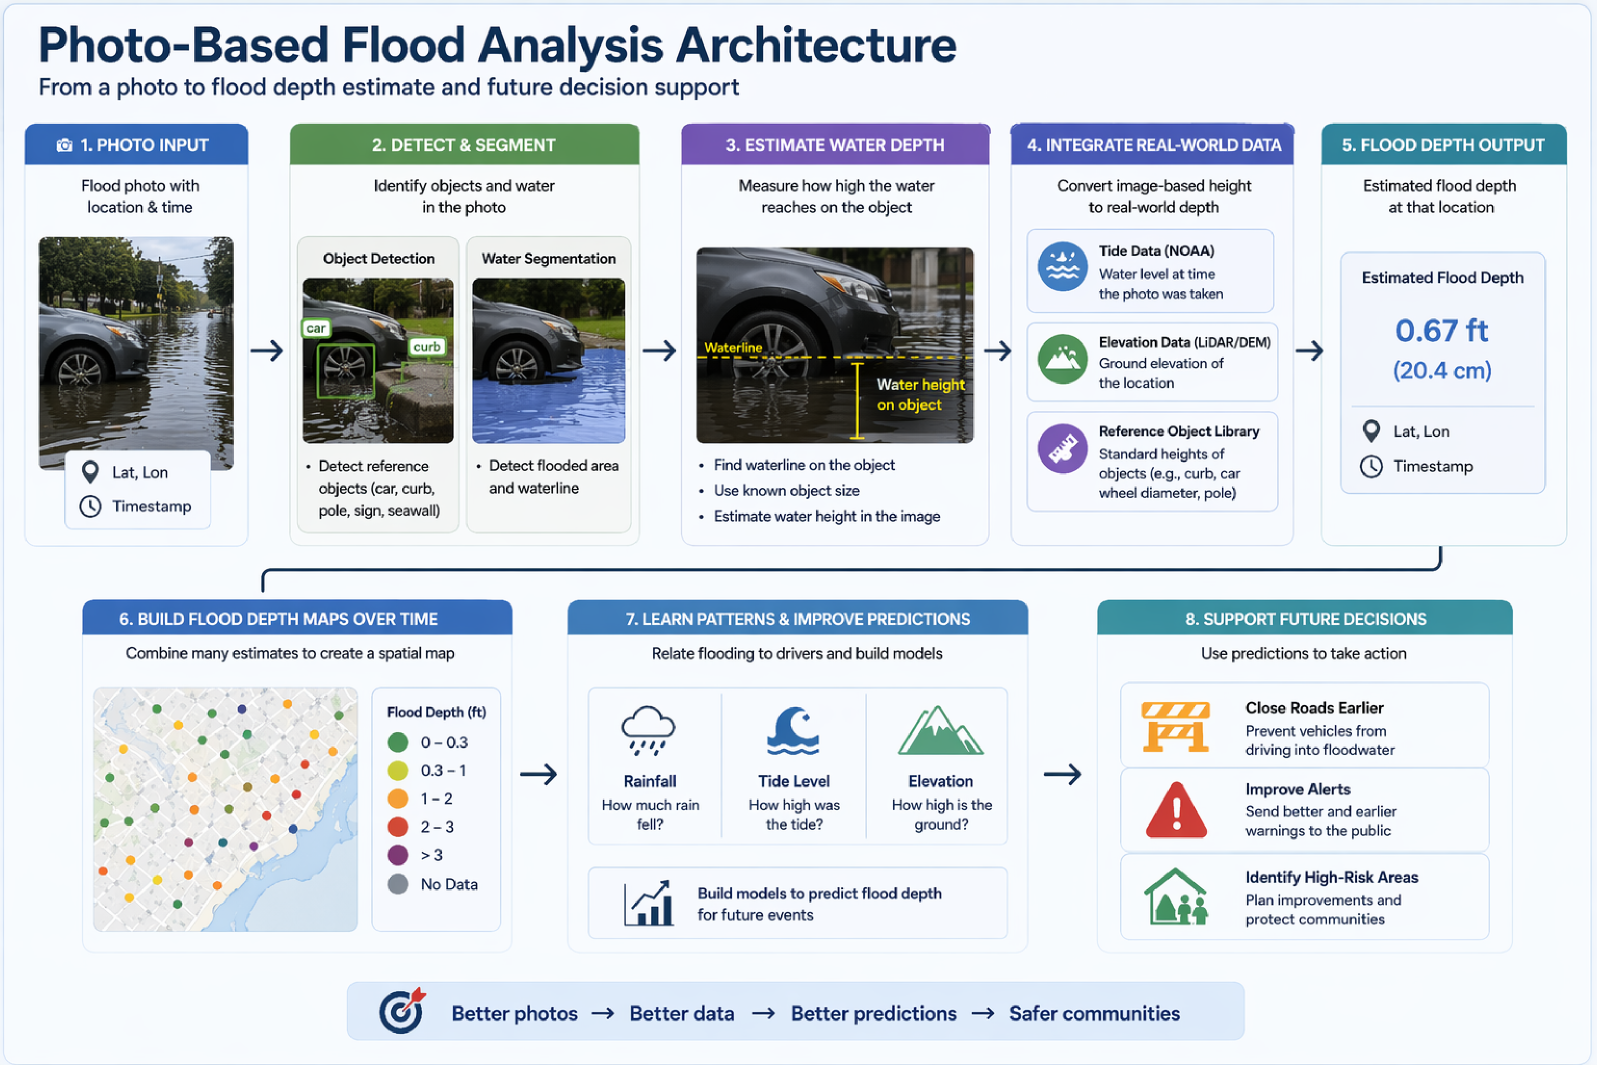 Photo-Based Flood Analysis Architecture
From a photo to flood depth estimate and future decision support
1. PHOTO INPUT
Flood photo with
location & time
Lat, Lon
Timestamp
2. DETECT & SEGMENT
Identify objects and water
in the photo
Object Detection
car
curb
• Detect reference
objects (car, curb,
pole, sign, seawall)
Water Segmentation
• Detect flooded area
and waterline
3. ESTIMATE WATER DEPTH
Measure how high the water
reaches on the object
Waterline
Water height
on object
• Find waterline on the object
• Use known object size
• Estimate water height in the image
4. INTEGRATE REAL-WORLD DATA
Convert image-based height
to real-world depth
Tide Data (NOAA)
Water level at time
the photo was taken
Elevation Data (LiDAR/DEM)
Ground elevation of
the location
Reference Object Library
Standard heights of
objects (e.g., curb, car
wheel diameter, pole)
5. FLOOD DEPTH OUTPUT
Estimated flood depth
at that location
Estimated Flood Depth
0.67 ft
(20.4 cm)
Lat, Lon
Timestamp
6. BUILD FLOOD DEPTH MAPS OVER TIME
Combine many estimates to create a spatial map
Flood Depth (ft)
0 – 0.3
0.3 – 1
1 – 2
2 – 3
> 3
No Data
7. LEARN PATTERNS & IMPROVE PREDICTIONS
Relate flooding to drivers and build models
Rainfall
How much rain
fell?
Tide Level
How high was
the tide?
Elevation
How high is the
ground?
Build models to predict flood depth
for future events
8. SUPPORT FUTURE DECISIONS
Use predictions to take action
Close Roads Earlier
Prevent vehicles from
driving into floodwater
Improve Alerts
Send better and earlier
warnings to the public
Identify High-Risk Areas
Plan improvements and
protect communities
Better photos → Better data → Better predictions → Safer communities